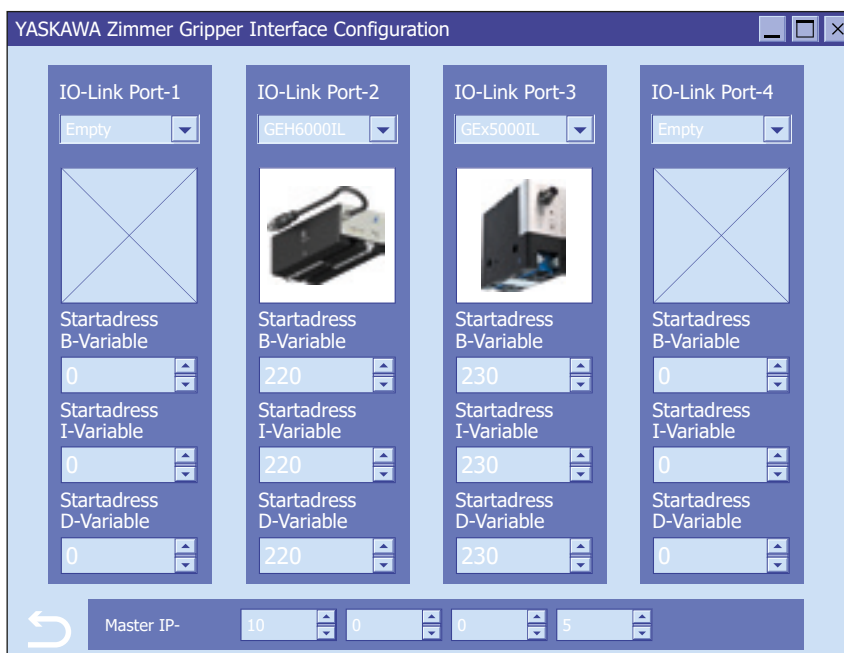 YASKAWA Zimmer Gripper Interface Configuration
IO-Link Port-1
Empty
Startadress
B-Variable
0
Startadress
I-Variable
0
Startadress
D-Variable
0
IO-Link Port-2
GEH6000IL
Startadress
B-Variable
220
Startadress
I-Variable
220
Startadress
D-Variable
220
IO-Link Port-3
GEx5000IL
Startadress
B-Variable
230
Startadress
I-Variable
230
Startadress
D-Variable
230
IO-Link Port-4
Empty
Startadress
B-Variable
0
Startadress
I-Variable
0
Startadress
D-Variable
0
Master IP- 10 0 0 5